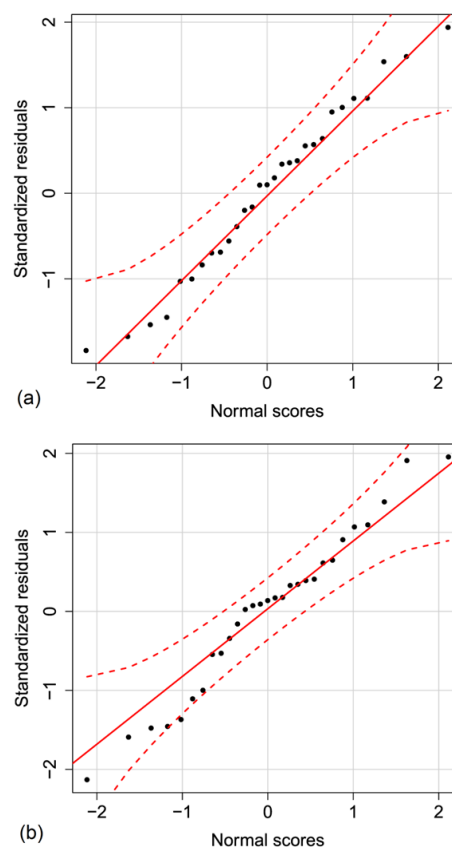 2
1
0
−1
Standardized residuals
−2 −1 0 1 2
(a)
Normal scores
2
1
0
−1
−2
Standardized residuals
−2 −1 0 1 2
(b)
Normal scores